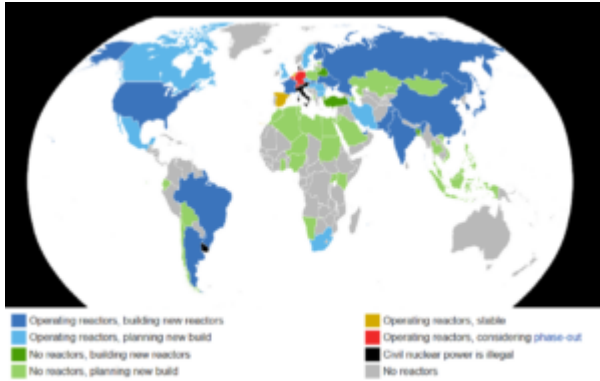 Operating reactors, building new reactors
Operating reactors, planning new build
No reactors, building new reactors
No reactors, planning new build
Operating reactors, stable
Operating reactors, considering phase-out
Civil nuclear power is illegal
No reactors